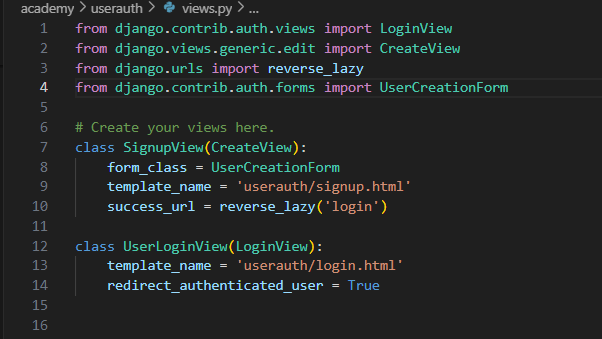 academy > userauth > views.py > ...
1 from django.contrib.auth.views import LoginView
2 from django.views.generic.edit import CreateView
3 from django.urls import reverse_lazy
4 from django.contrib.auth.forms import UserCreationForm
5
6 # Create your views here.
7 class SignupView(CreateView):
8     form_class = UserCreationForm
9     template_name = 'userauth/signup.html'
10     success_url = reverse_lazy('login')
11
12 class UserLoginView(LoginView):
13     template_name = 'userauth/login.html'
14     redirect_authenticated_user = True
15
16